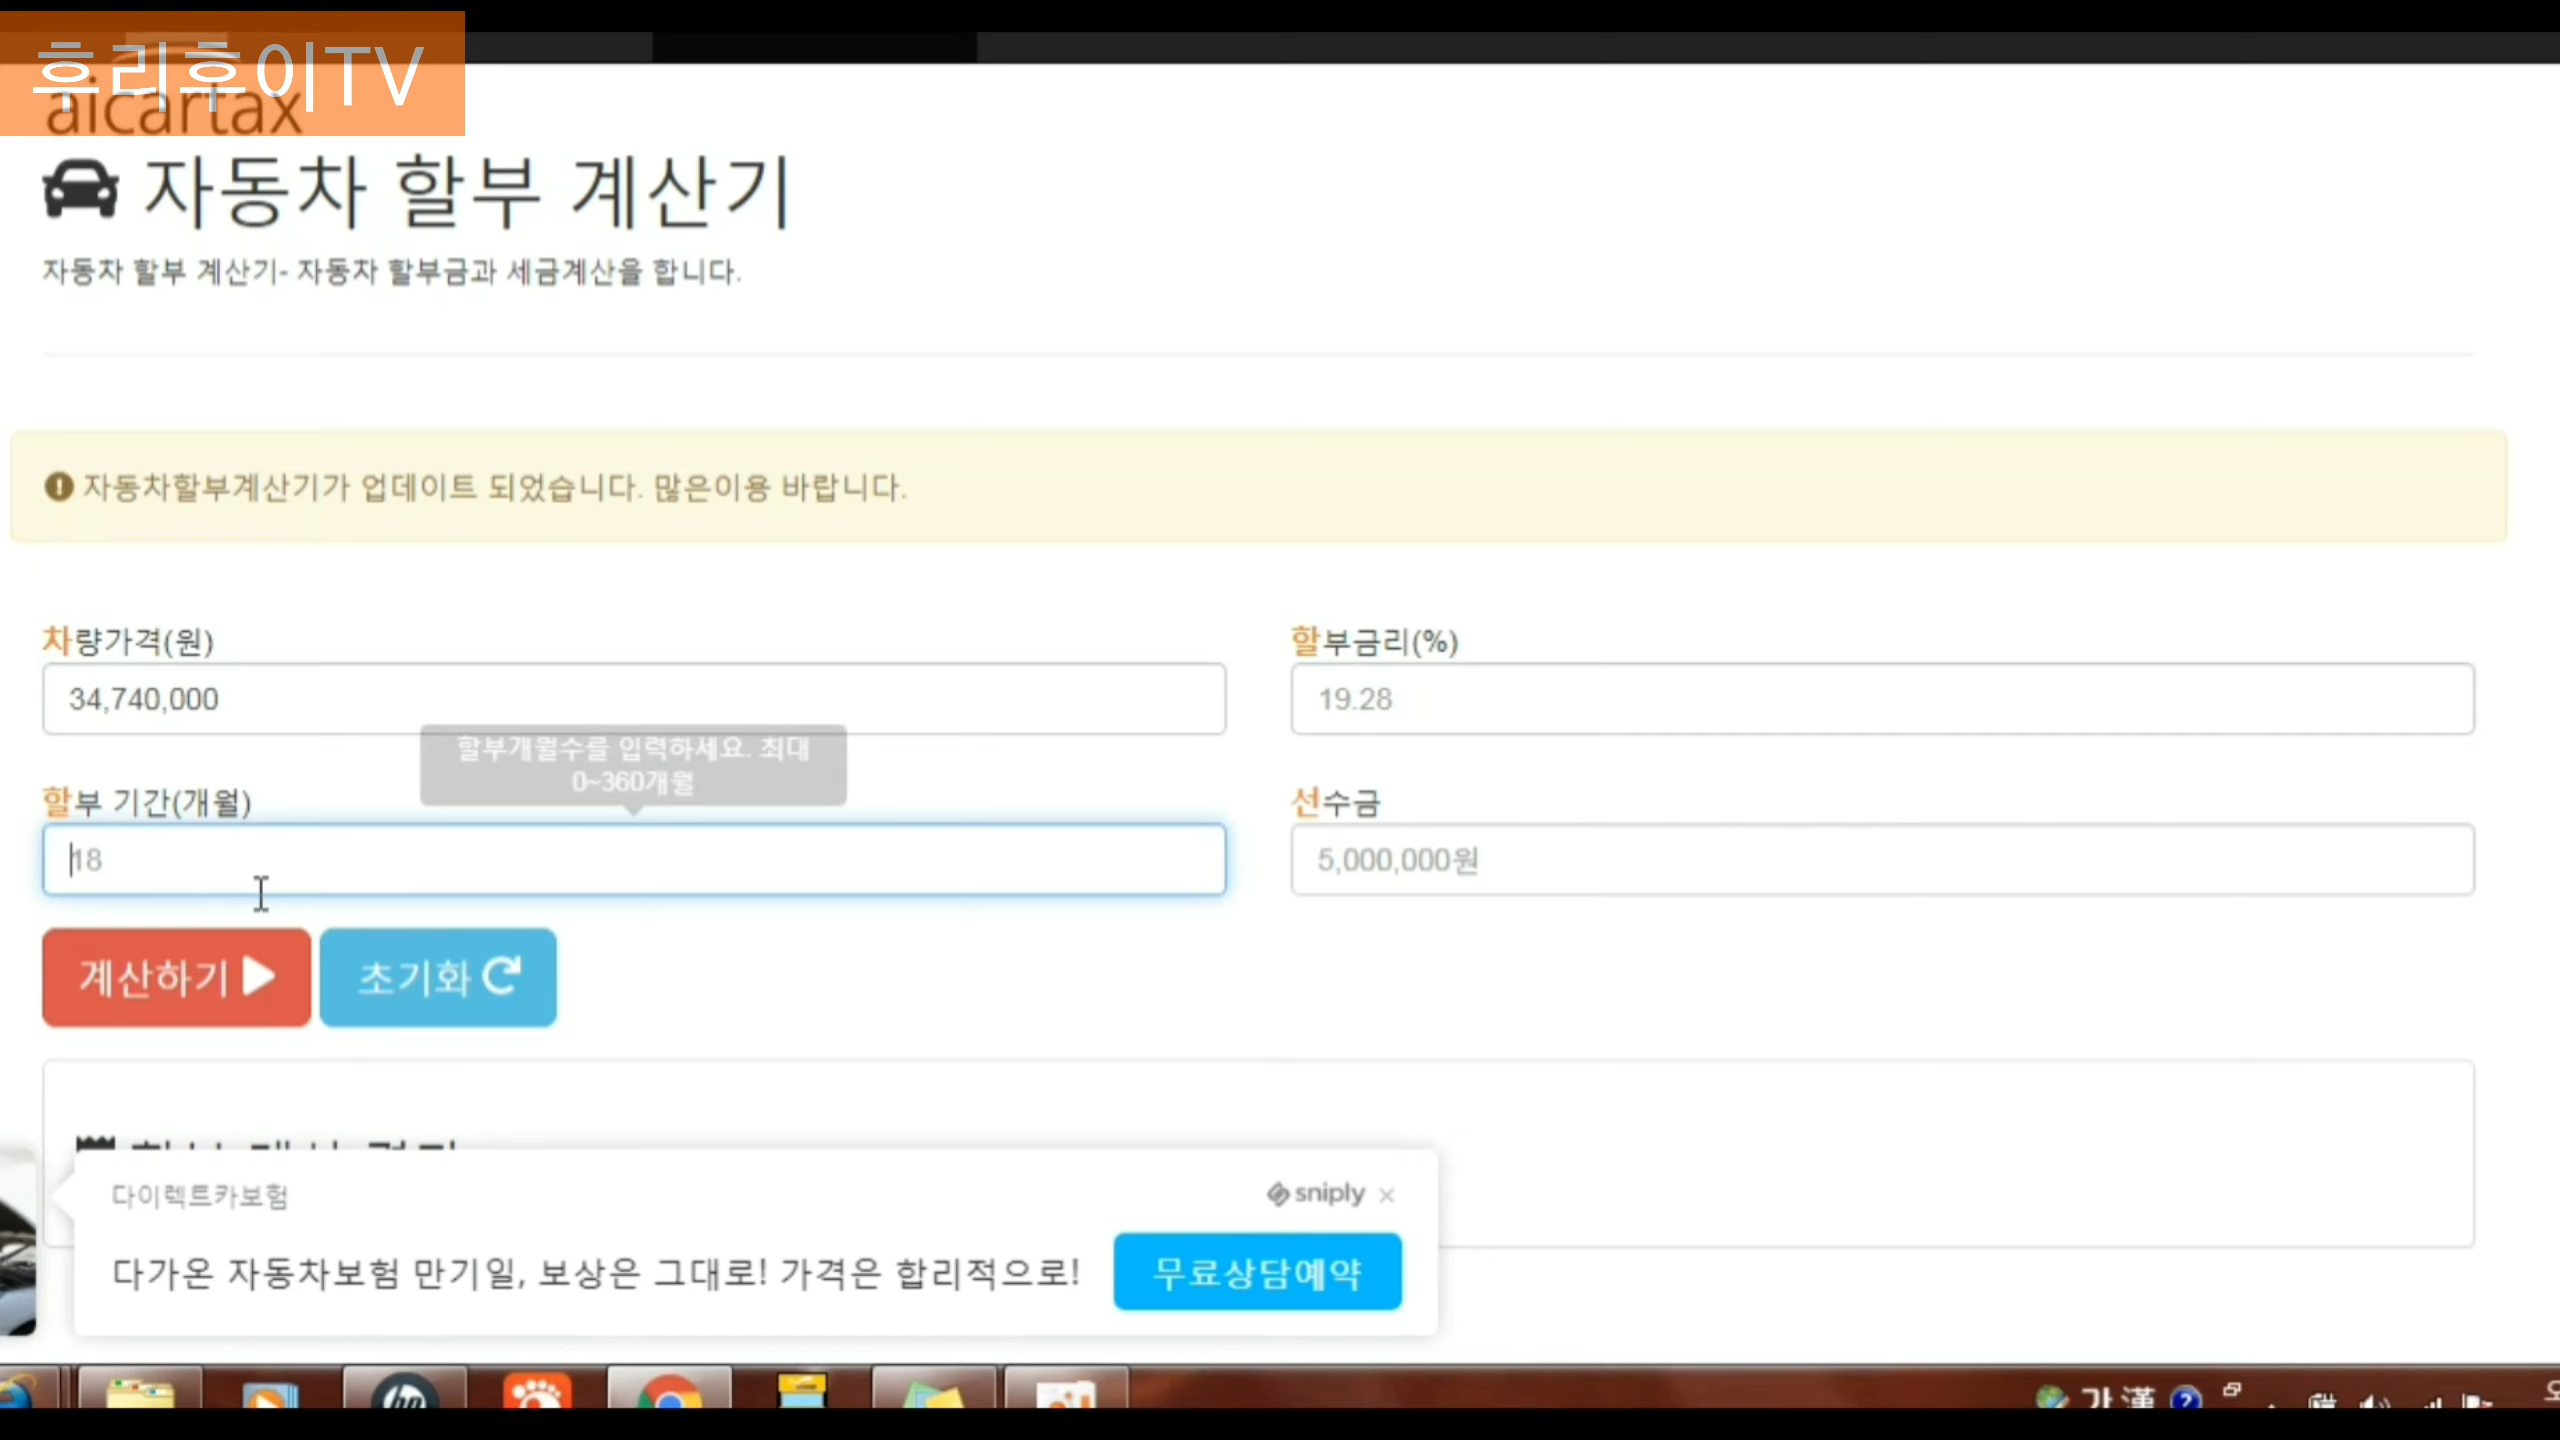 후리후이TV
aicartax
자동차 할부 계산기
자동차 할부 계산기- 자동차 할부금과 세금계산을 합니다.
자동차할부계산기가 업데이트 되었습니다. 많은이용 바랍니다.
차량가격(원)
34,740,000
할부금리(%)
19.28
할부개월수를 입력하세요. 최대
0~360개월
할부 기간(개월)
18
선수금
5,000,000원
계산하기
초기화
다이렉트카보험
sniply ×
다가온 자동차보험 만기일, 보상은 그대로! 가격은 합리적으로!
무료상담예약
hp
가 漢 ?